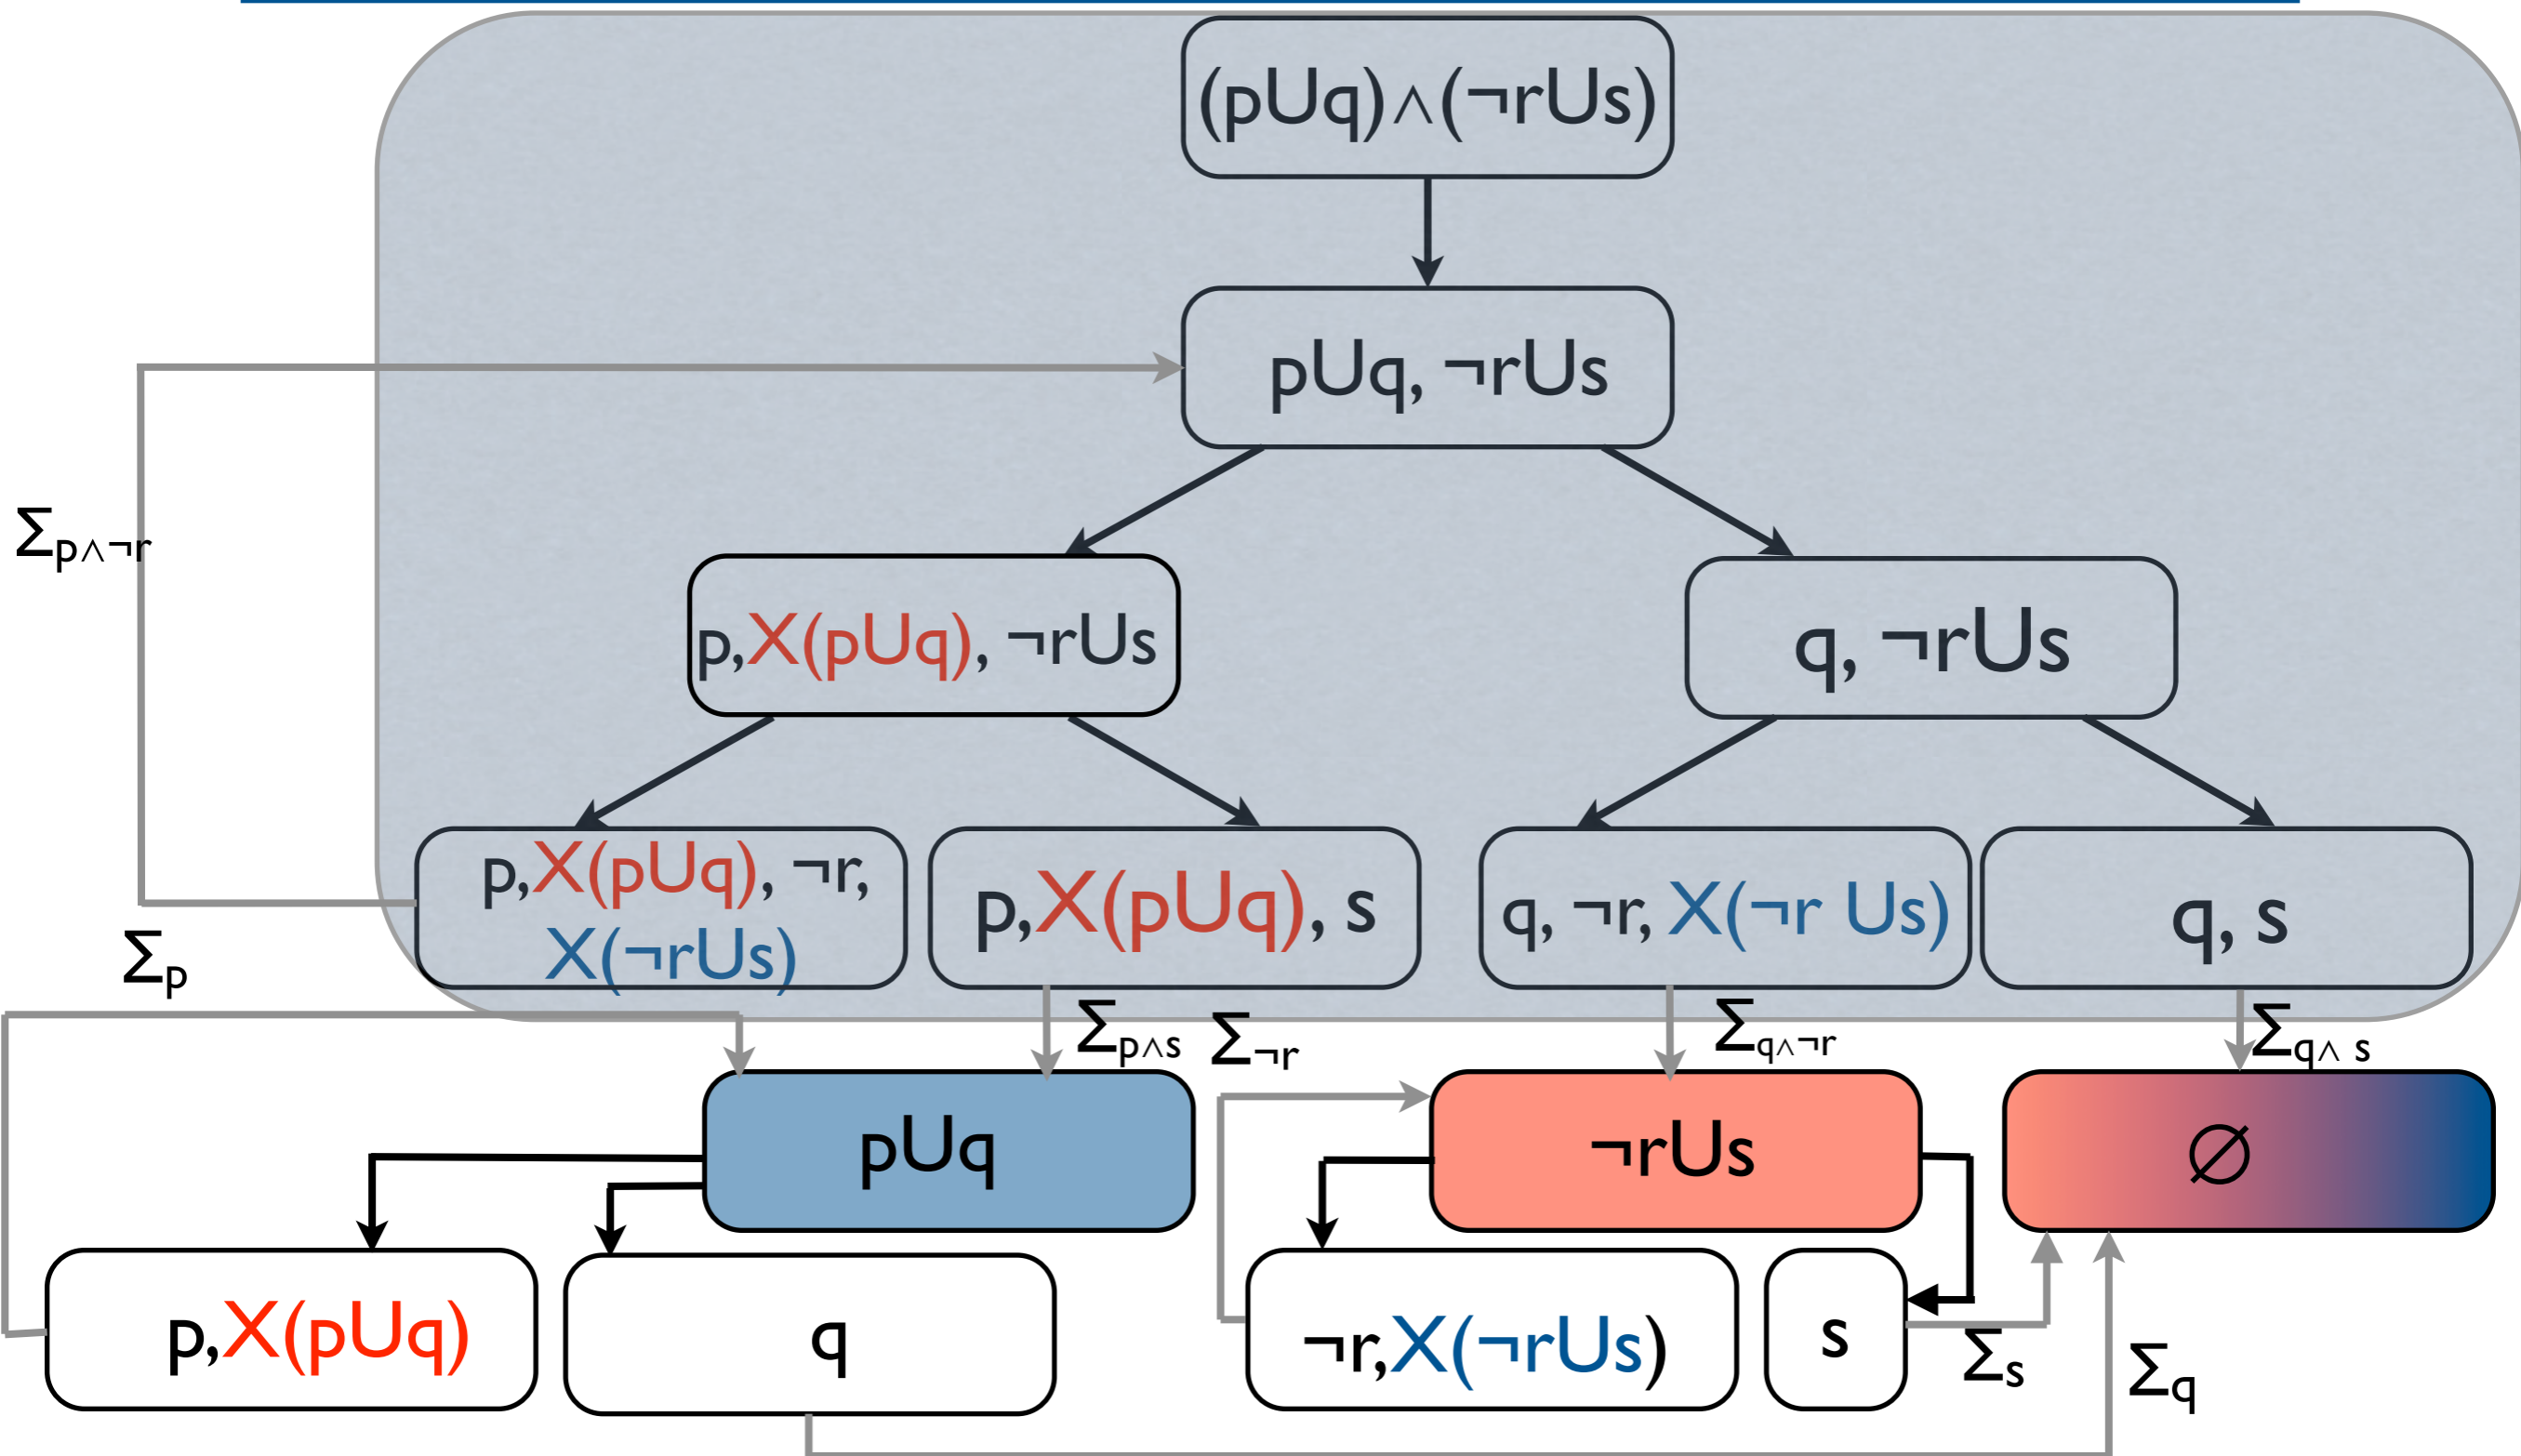 (pUq)∧(¬rUs)
pUq, ¬rUs
Σp∧¬r
p,X(pUq), ¬rUs
q, ¬rUs
p,X(pUq), ¬r,
X(¬rUs)
p,X(pUq), s
q, ¬r, X(¬r Us)
q, s
Σp
Σp∧s
Σ¬r
Σq∧¬r
Σq∧ s
pUq
¬rUs
∅
p,X(pUq)
q
¬r,X(¬rUs)
s
Σs
Σq